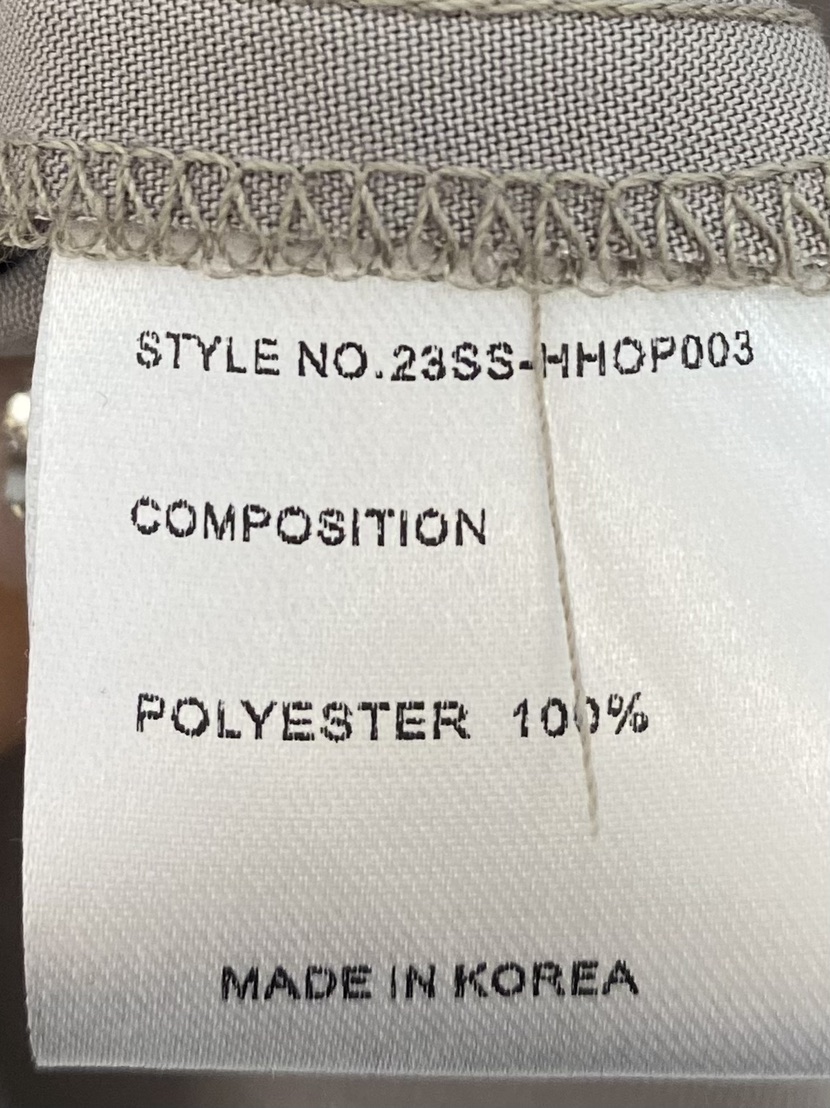 STYLE NO.23SS-HHOP003
COMPOSITION
POLYESTER 100%
MADE IN KOREA